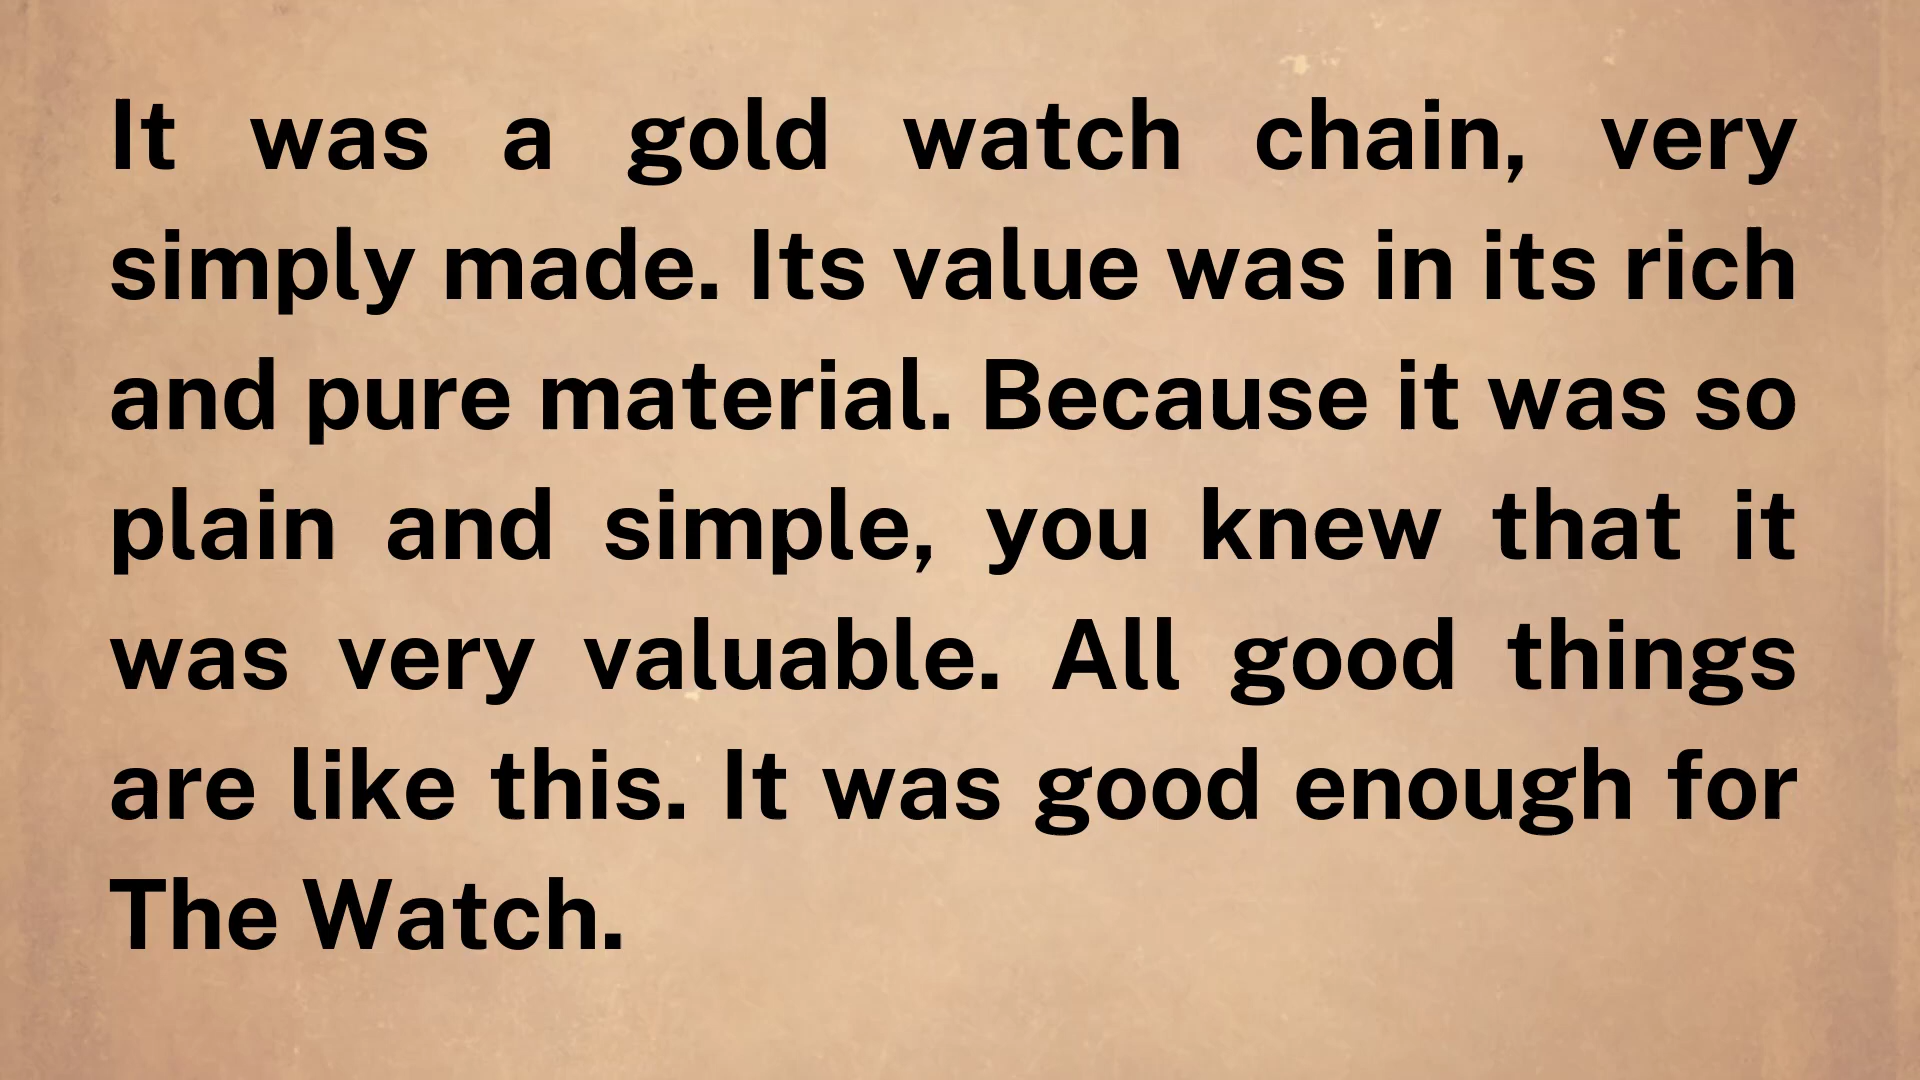 It was a gold watch chain, very
simply made. Its value was in its rich
and pure material. Because it was so
plain and simple, you knew that it
was very valuable. All good things
are like this. It was good enough for
The Watch.